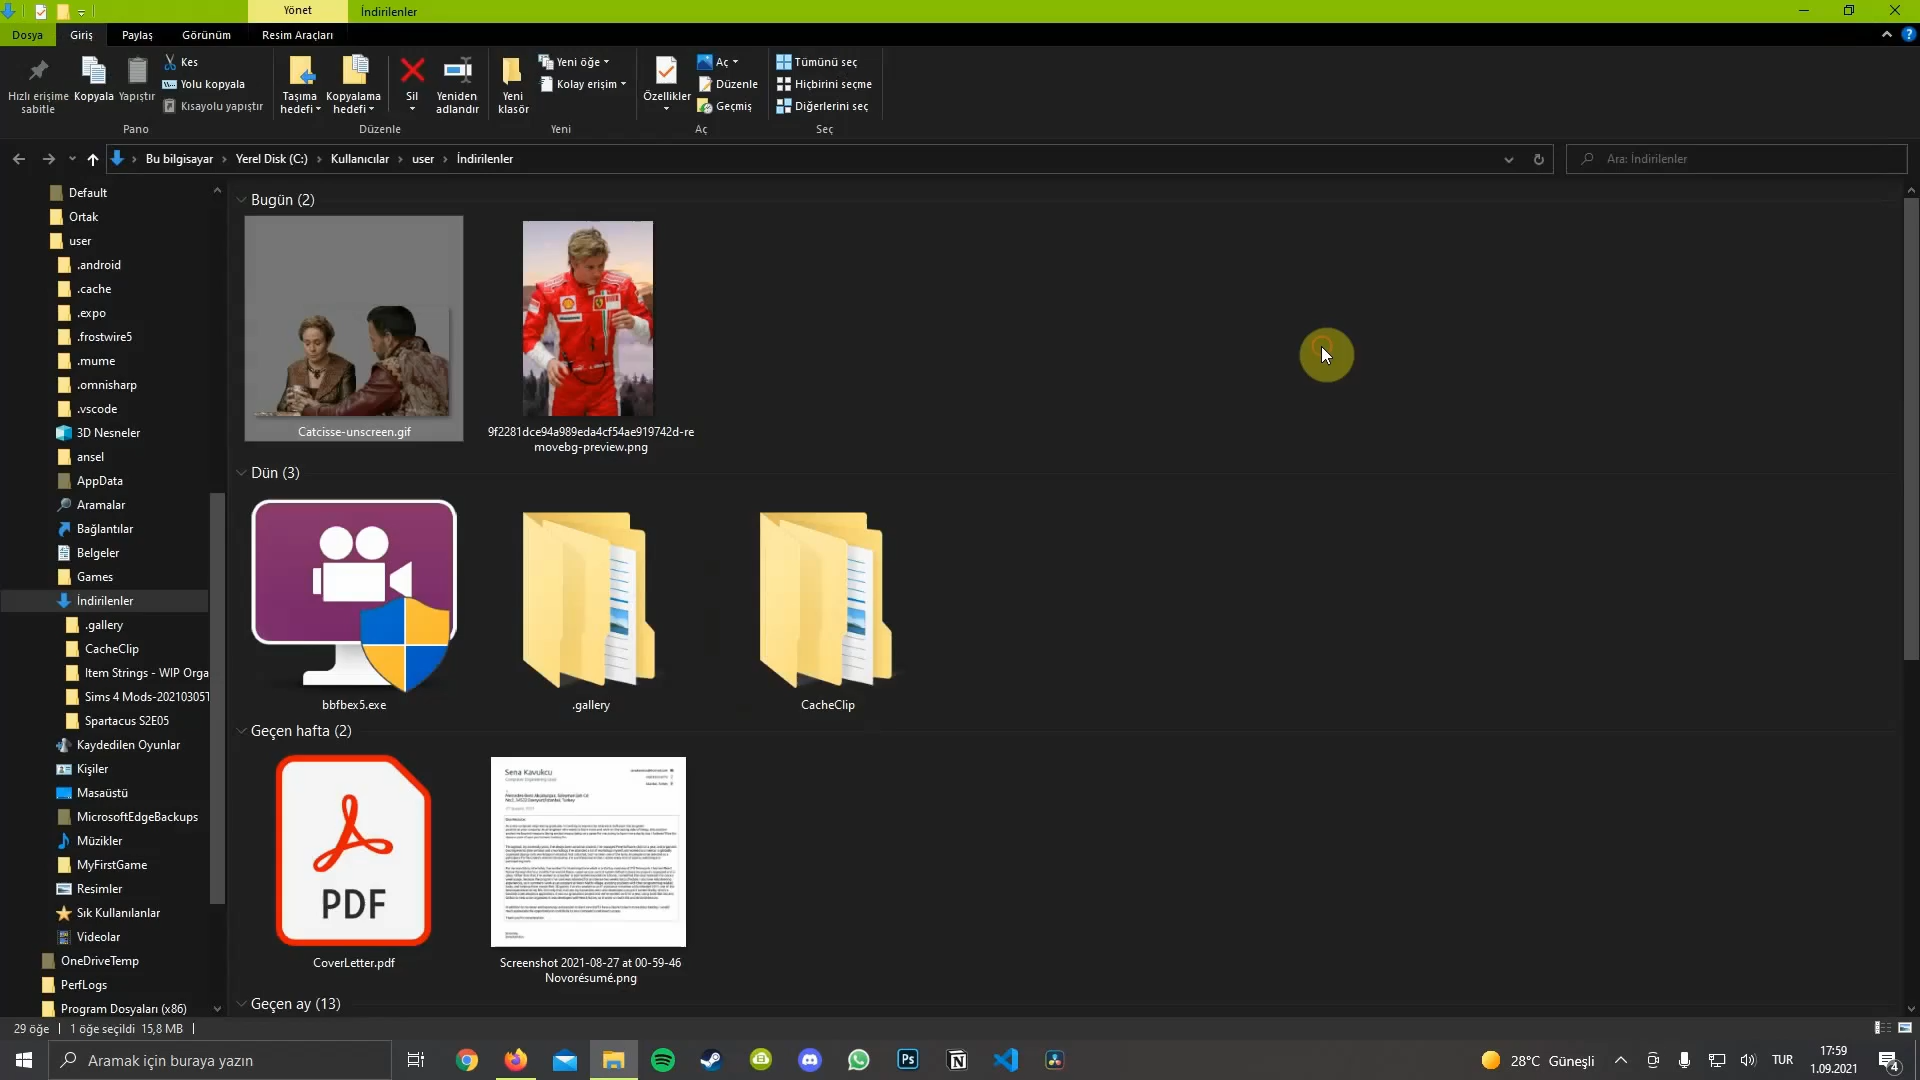 Yönet
İndirilenler
Dosya
Giriş
Paylaş
Görünüm
Resim Araçları
Hızlı erişime
sabitle
Kopyala
Yapıştır
Kes
Yolu kopyala
Kısayolu yapıştır
Pano
Taşıma
hedefi
Kopyalama
hedefi
Sil
Yeniden
adlandır
Düzenle
Yeni
klasör
Yeni öğe
Kolay erişim
Yeni
Özellikler
Aç
Düzenle
Geçmiş
Aç
Tümünü seç
Hiçbirini seçme
Diğerlerini seç
Seç
Bu bilgisayar
Yerel Disk (C:)
Kullanıcılar
user
İndirilenler
Ara: İndirilenler
Default
Ortak
user
.android
.cache
.expo
.frostwire5
.mume
.omnisharp
.vscode
3D Nesneler
ansel
AppData
Aramalar
Bağlantılar
Belgeler
Games
İndirilenler
.gallery
CacheClip
Item Strings - WIP Orga
Sims 4 Mods-20210305T
Spartacus S2E05
Kaydedilen Oyunlar
Kişiler
Masaüstü
MicrosoftEdgeBackups
Müzikler
MyFirstGame
Resimler
Sık Kullanılanlar
Videolar
OneDriveTemp
PerfLogs
Program Dosyaları (x86)
Bugün (2)
Catcisse-unscreen.gif
9f2281dce94a989eda4cf54ae919742d-re
movebg-preview.png
Dün (3)
bbfbex5.exe
.gallery
CacheClip
Geçen hafta (2)
PDF
CoverLetter.pdf
Sena Kavukcu
Screenshot 2021-08-27 at 00-59-46
Novorésumé.png
Geçen ay (13)
29 öğe
1 öğe seçildi 15,8 MB
Aramak için buraya yazın
Ps
28°C Güneşli
TUR
17:59
1.09.2021
4